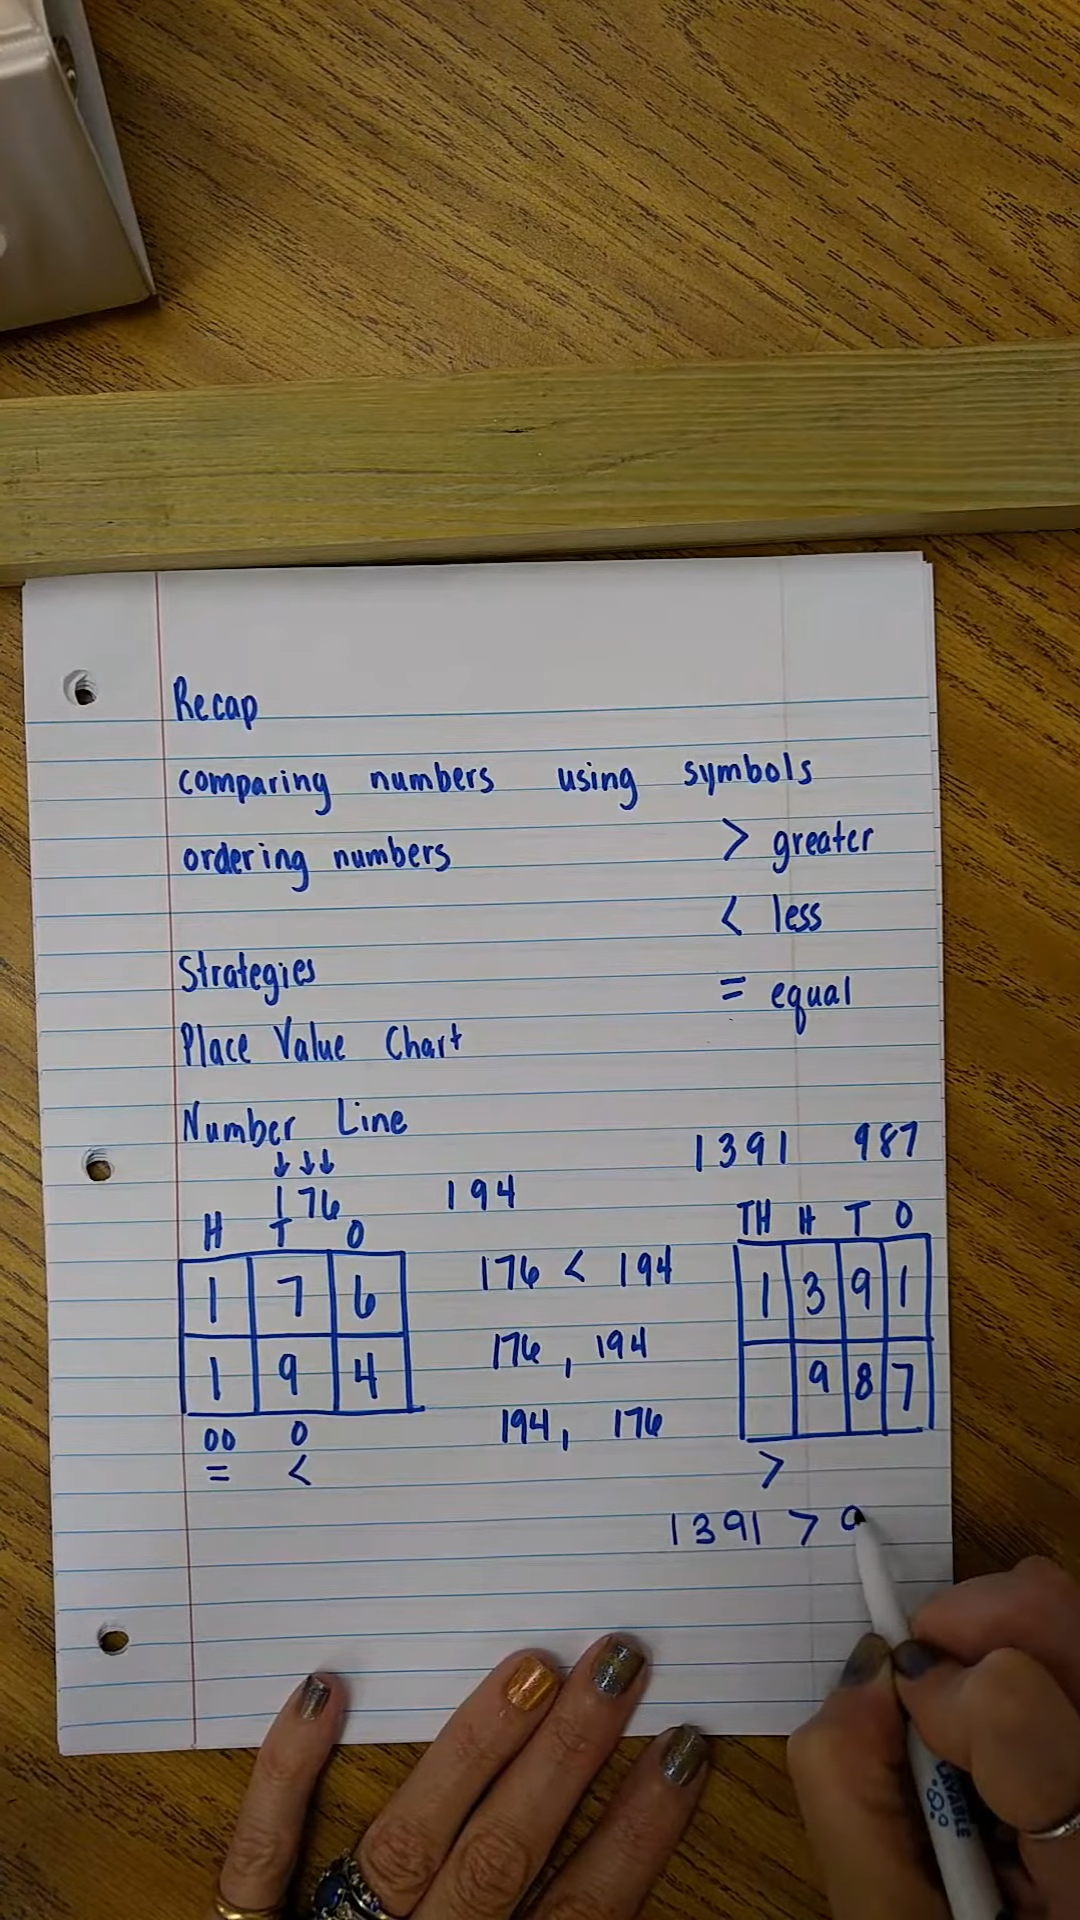 Recap
comparing numbers using symbols
ordering numbers
> greater
< less
= equal
Strategies
Place Value Chart
Number Line
↓↓↓
176 194
H T O
1 7 6
1 9 4
00 0
= <
176 < 194
176, 194
194, 176
1391 987
TH H T O
1 3 9 1
9 8 7
>
1391 >